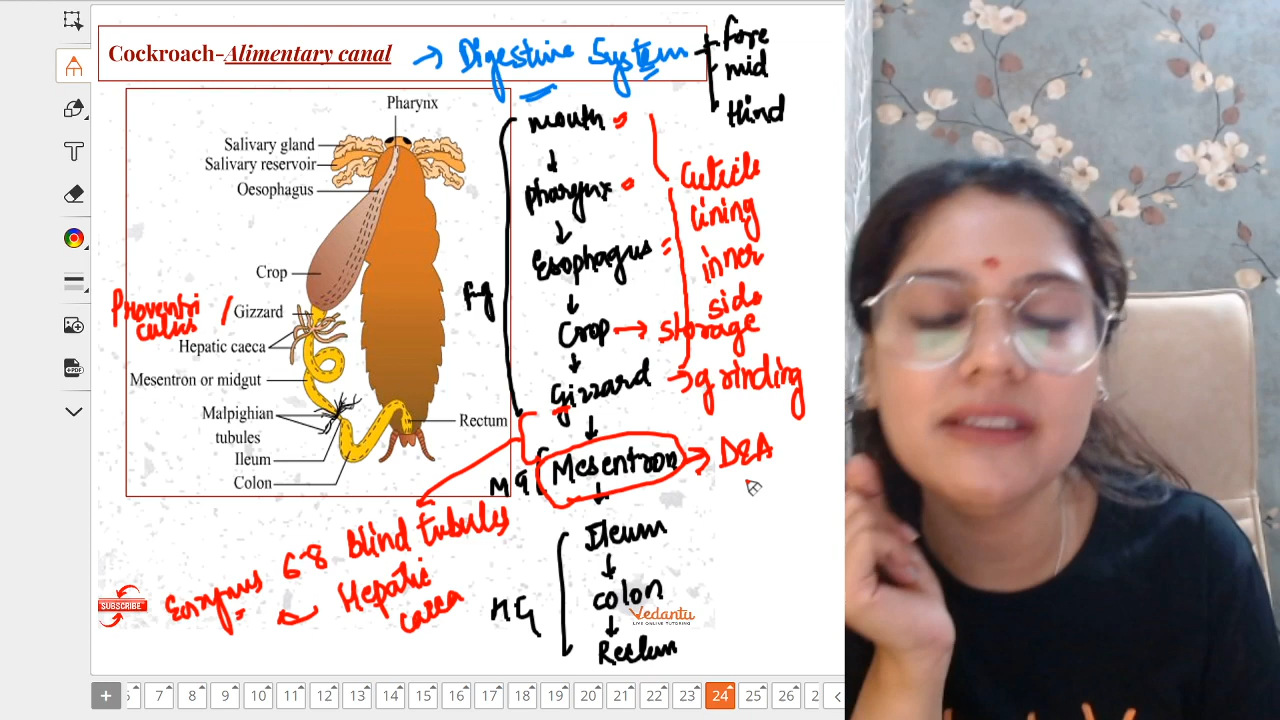 Cockroach-Alimentary canal
→ Digestive System
fore
mid
Hind
Pharynx
Salivary gland
Salivary reservoir
Oesophagus
Crop
Proventri
culus /
Gizzard
Hepatic caeca
Mesentron or midgut
Malpighian
tubules
Ileum
Colon
Rectum
mouth
↓
Pharynx
↓
Esophagus
↓
Crop → storage
↓
Gizzard → grinding
↓
Mesentron → D&A
↓
Ileum
↓
colon
↓
Rectum
Fg
MG
HG
Cuticle
lining
inner
side
6-8 Blind tubules
Hepatic
caeca
Enzymes
SUBSCRIBE
Vedantu
LIVE ONLINE TUTORING
7 8 9 10 11 12 13 14 15 16 17 18 19 20 21 22 23 24 25 26 2